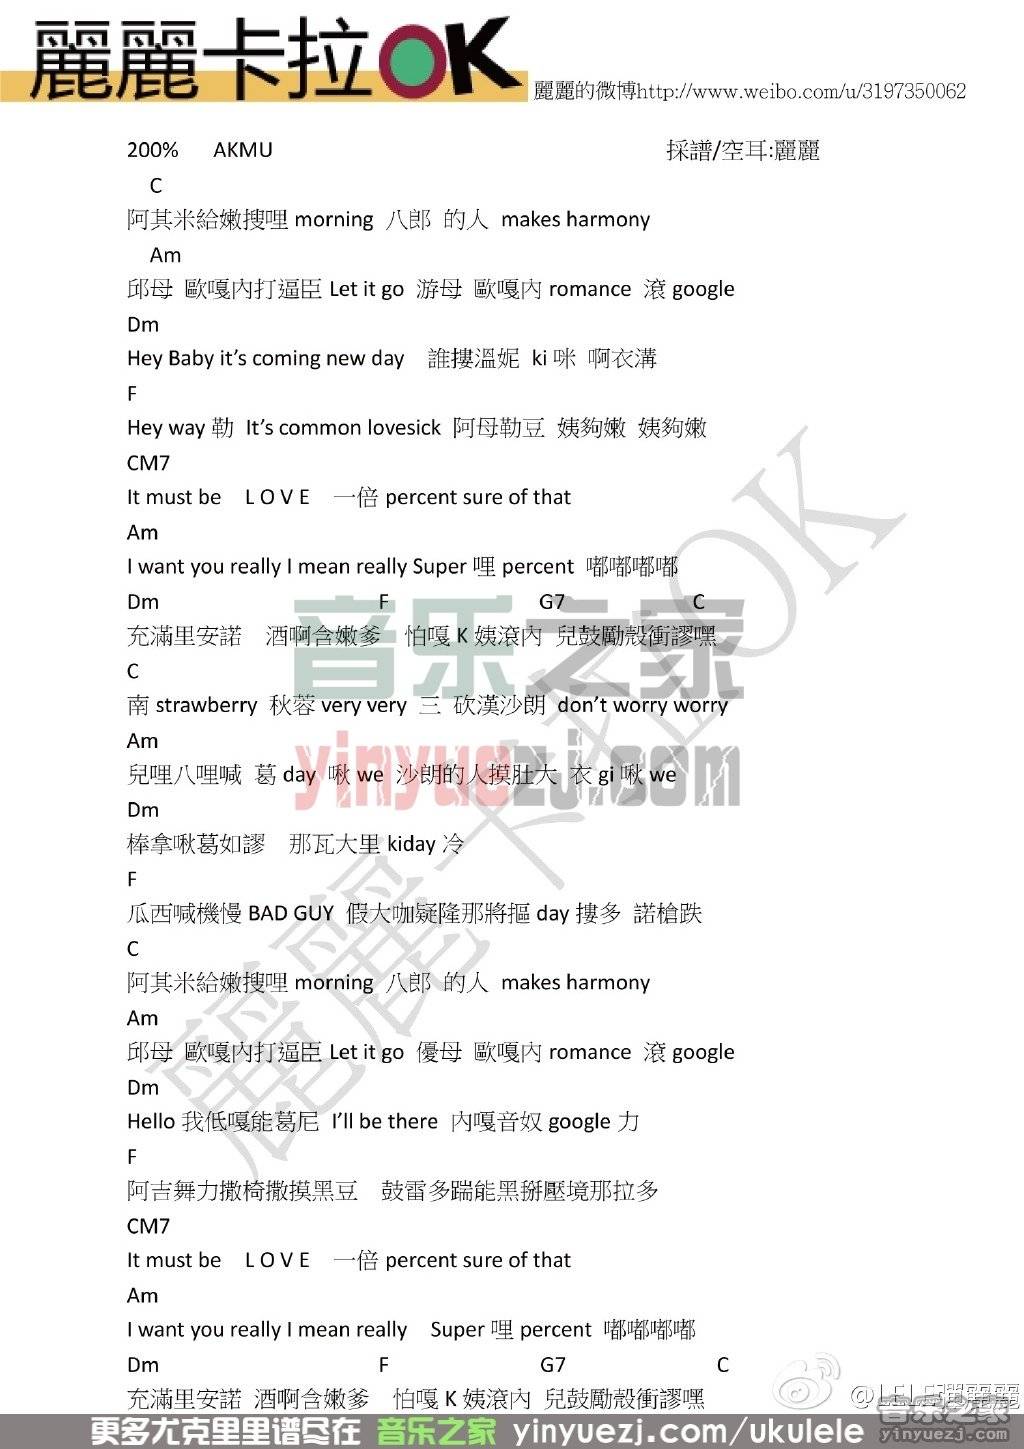 麗麗卡拉OK
麗麗的微博http://www.weibo.com/u/3197350062
200% AKMU 採譜/空耳:麗麗
C
阿其米給嫩搜哩 morning 八郎 的人 makes harmony
Am
邱母 歐嘎內打逼臣 Let it go 游母 歐嘎內 romance 滾 google
Dm
Hey Baby it’s coming new day 誰摟溫妮 ki 咪 啊衣溝
F
Hey way 勒 It’s common lovesick 阿母勒豆 姨夠嫩 姨夠嫩
CM7
It must be L O V E 一倍 percent sure of that
Am
I want you really I mean really Super 哩 percent 嘟嘟嘟嘟
Dm F G7 C
充滿里安諾 酒啊含嫩爹 怕嘎 K 姨滾內 兒鼓勵殼衝謬嘿
C
南 strawberry 秋蓉 very very 三 砍漢沙朗 don’t worry worry
Am
兒哩八哩喊 葛 day 啾 we 沙朗的人摸肚大 衣 gi 啾 we
Dm
棒拿啾葛如謬 那瓦大里 kiday 冷
F
瓜西喊機慢 BAD GUY 假大咖疑隆那將摳 day 摟多 諾槍跌
C
阿其米給嫩搜哩 morning 八郎 的人 makes harmony
Am
邱母 歐嘎內打逼臣 Let it go 優母 歐嘎內 romance 滾 google
Dm
Hello 我低嘎能葛尼 I’ll be there 內嘎音奴 google 力
F
阿吉舞力撒椅撒摸黑豆 鼓雷多踹能黑掰壓境那拉多
CM7
It must be L O V E 一倍 percent sure of that
Am
I want you really I mean really Super 哩 percent 嘟嘟嘟嘟
Dm F G7 C
充滿里安諾 酒啊含嫩爹 怕嘎 K 姨滾內 兒鼓勵殼衝謬嘿
音乐之家
yinyuezj.com
麗麗卡拉OK
更多尤克里里谱尽在 音乐之家 yinyuezj.com/ukulele
音乐之家
yinyuezj.com